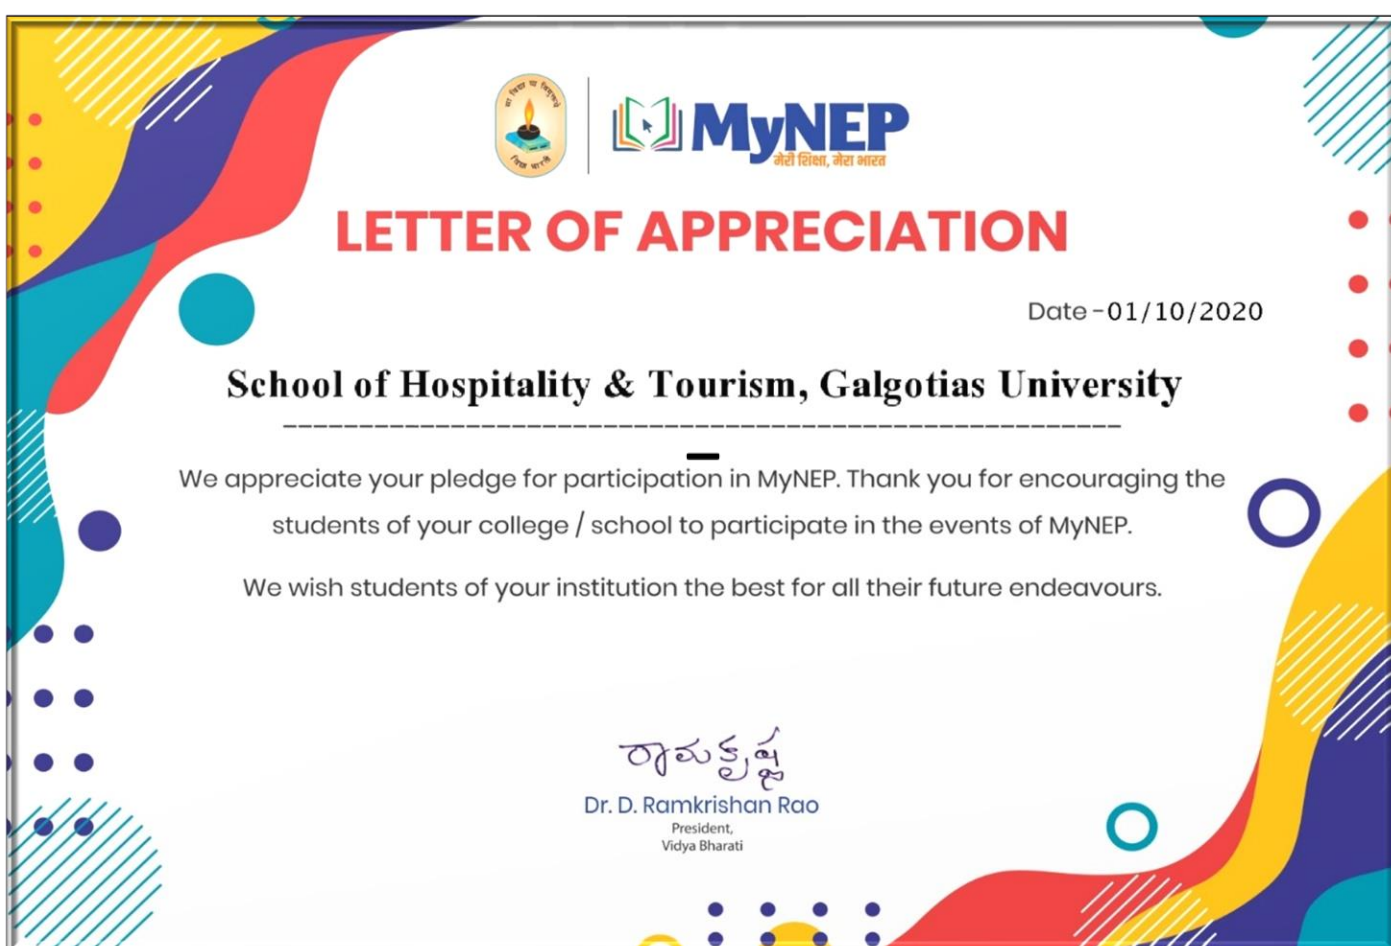 सा विद्या या विमुक्तये
विद्या भारती
MyNEP
मेरी शिक्षा, मेरा भारत
LETTER OF APPRECIATION
Date - 01/10/2020
School of Hospitality & Tourism, Galgotias University
We appreciate your pledge for participation in MyNEP. Thank you for encouraging the
students of your college / school to participate in the events of MyNEP.
We wish students of your institution the best for all their future endeavours.
రామకృష్ణ
Dr. D. Ramkrishan Rao
President,
Vidya Bharati